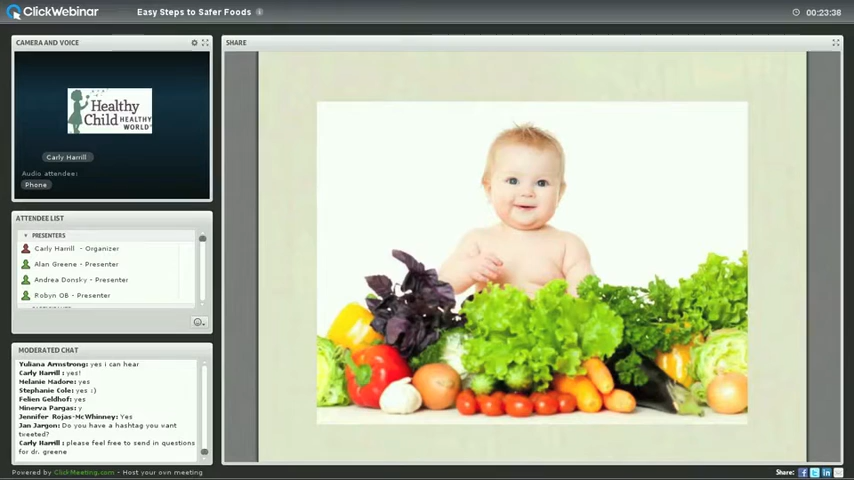 ClickWebinar
Easy Steps to Safer Foods
00:23:38
CAMERA AND VOICE
Healthy
Child HEALTHY
WORLD
Carly Harrill
Audio attendee:
Phone
ATTENDEE LIST
PRESENTERS
Carly Harrill - Organizer
Alan Greene - Presenter
Andrea Donsky - Presenter
Robyn OB - Presenter
MODERATED CHAT
Yuliana Armstrong: yes i can hear
Carly Harrill : yes!
Melanie Madore: yes
Stephanie Cole: yes :)
Felien Geldhof: yes
Minerva Pargas: y
Jennifer Rojas-McWhinney: Yes
Jan Jargon: Do you have a hashtag you want
tweeted?
Carly Harrill : please feel free to send in questions
for dr. greene
Powered by ClickMeeting.com - Host your own meeting
SHARE
Share: